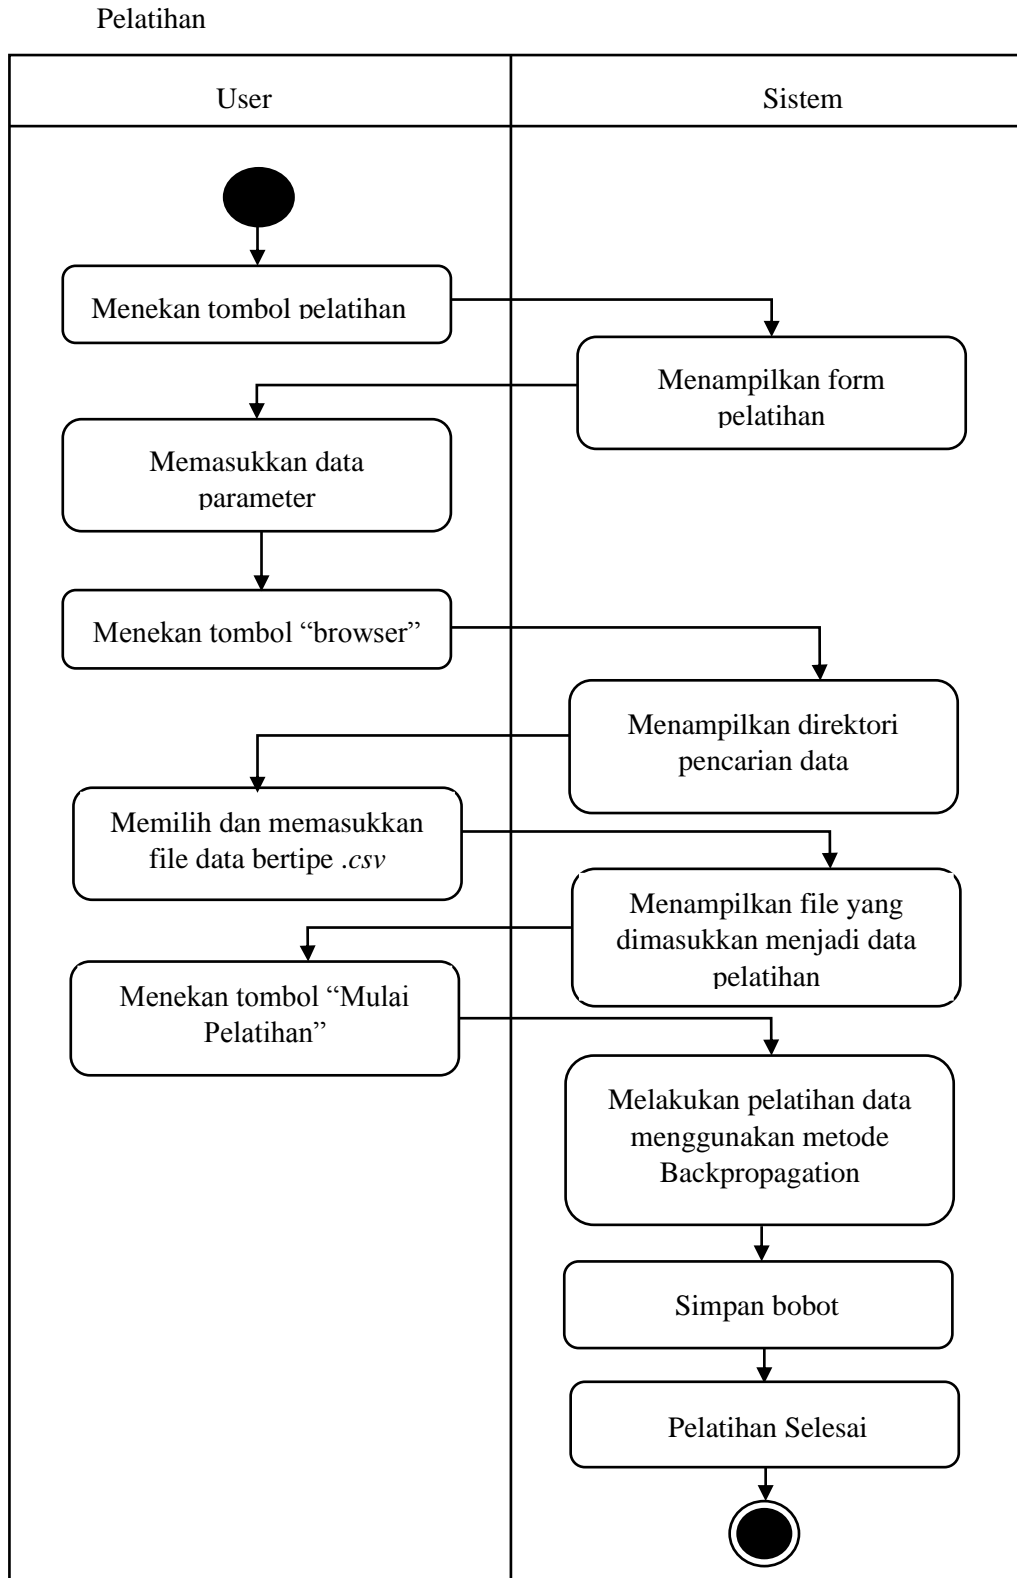 Pelatihan
User
Sistem
Menekan tombol pelatihan
Menampilkan form
pelatihan
Memasukkan data
parameter
Menekan tombol “browser”
Menampilkan direktori
pencarian data
Memilih dan memasukkan
file data bertipe .csv
Menampilkan file yang
dimasukkan menjadi data
pelatihan
Menekan tombol “Mulai
Pelatihan”
Melakukan pelatihan data
menggunakan metode
Backpropagation
Simpan bobot
Pelatihan Selesai